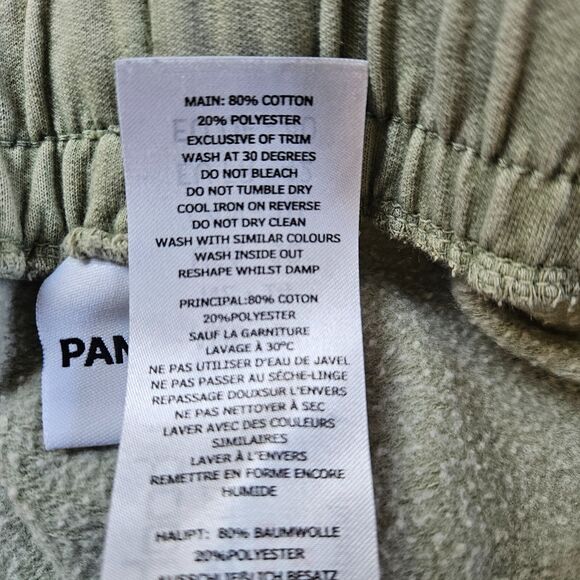 MAIN: 80% COTTON
20% POLYESTER
EXCLUSIVE OF TRIM
WASH AT 30 DEGREES
DO NOT BLEACH
DO NOT TUMBLE DRY
COOL IRON ON REVERSE
DO NOT DRY CLEAN
WASH WITH SIMILAR COLOURS
WASH INSIDE OUT
RESHAPE WHILST DAMP
PRINCIPAL:80% COTON
20%POLYESTER
SAUF LA GARNITURE
LAVAGE À 30°C
NE PAS UTILISER D'EAU DE JAVEL
NE PAS PASSER AU SÉCHE-LINGE
REPASSAGE DOUXSUR L'ENVERS
NE PAS NETTOYER À SEC
LAVER AVEC DES COULEURS
SIMILAIRES
LAVER À L'ENVERS
REMETTRE EN FORME ENCORE
HUMIDE
HAUPT: 80% BAUMWOLLE
20%POLYESTER
AUSSCHLIEßLICH BESATZ
PAN